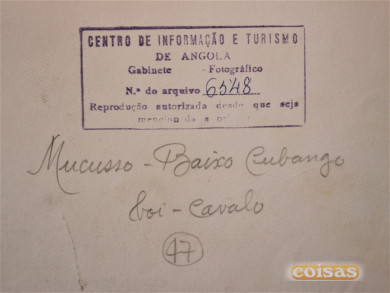 CENTRO DE INFORMAÇÃO E TURISMO
DE ANGOLA
Gabinete - Fotográfico
N.º do arquivo 6548
Reprodução autorizada desde que seja
mencionada a
Mucusso - Baixo Cubango
boi - Cavalo
47
coisas